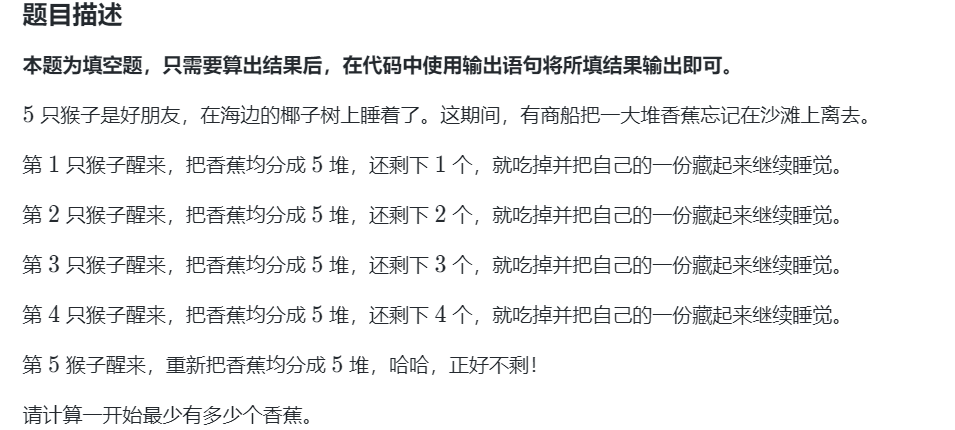 题目描述
本题为填空题，只需要算出结果后，在代码中使用输出语句将所填结果输出即可。
5 只猴子是好朋友，在海边的椰子树上睡着了。这期间，有商船把一大堆香蕉忘记在沙滩上离去。
第 1 只猴子醒来，把香蕉均分成 5 堆，还剩下 1 个，就吃掉并把自己的一份藏起来继续睡觉。
第 2 只猴子醒来，把香蕉均分成 5 堆，还剩下 2 个，就吃掉并把自己的一份藏起来继续睡觉。
第 3 只猴子醒来，把香蕉均分成 5 堆，还剩下 3 个，就吃掉并把自己的一份藏起来继续睡觉。
第 4 只猴子醒来，把香蕉均分成 5 堆，还剩下 4 个，就吃掉并把自己的一份藏起来继续睡觉。
第 5 猴子醒来，重新把香蕉均分成 5 堆，哈哈，正好不剩！
请计算一开始最少有多少个香蕉。